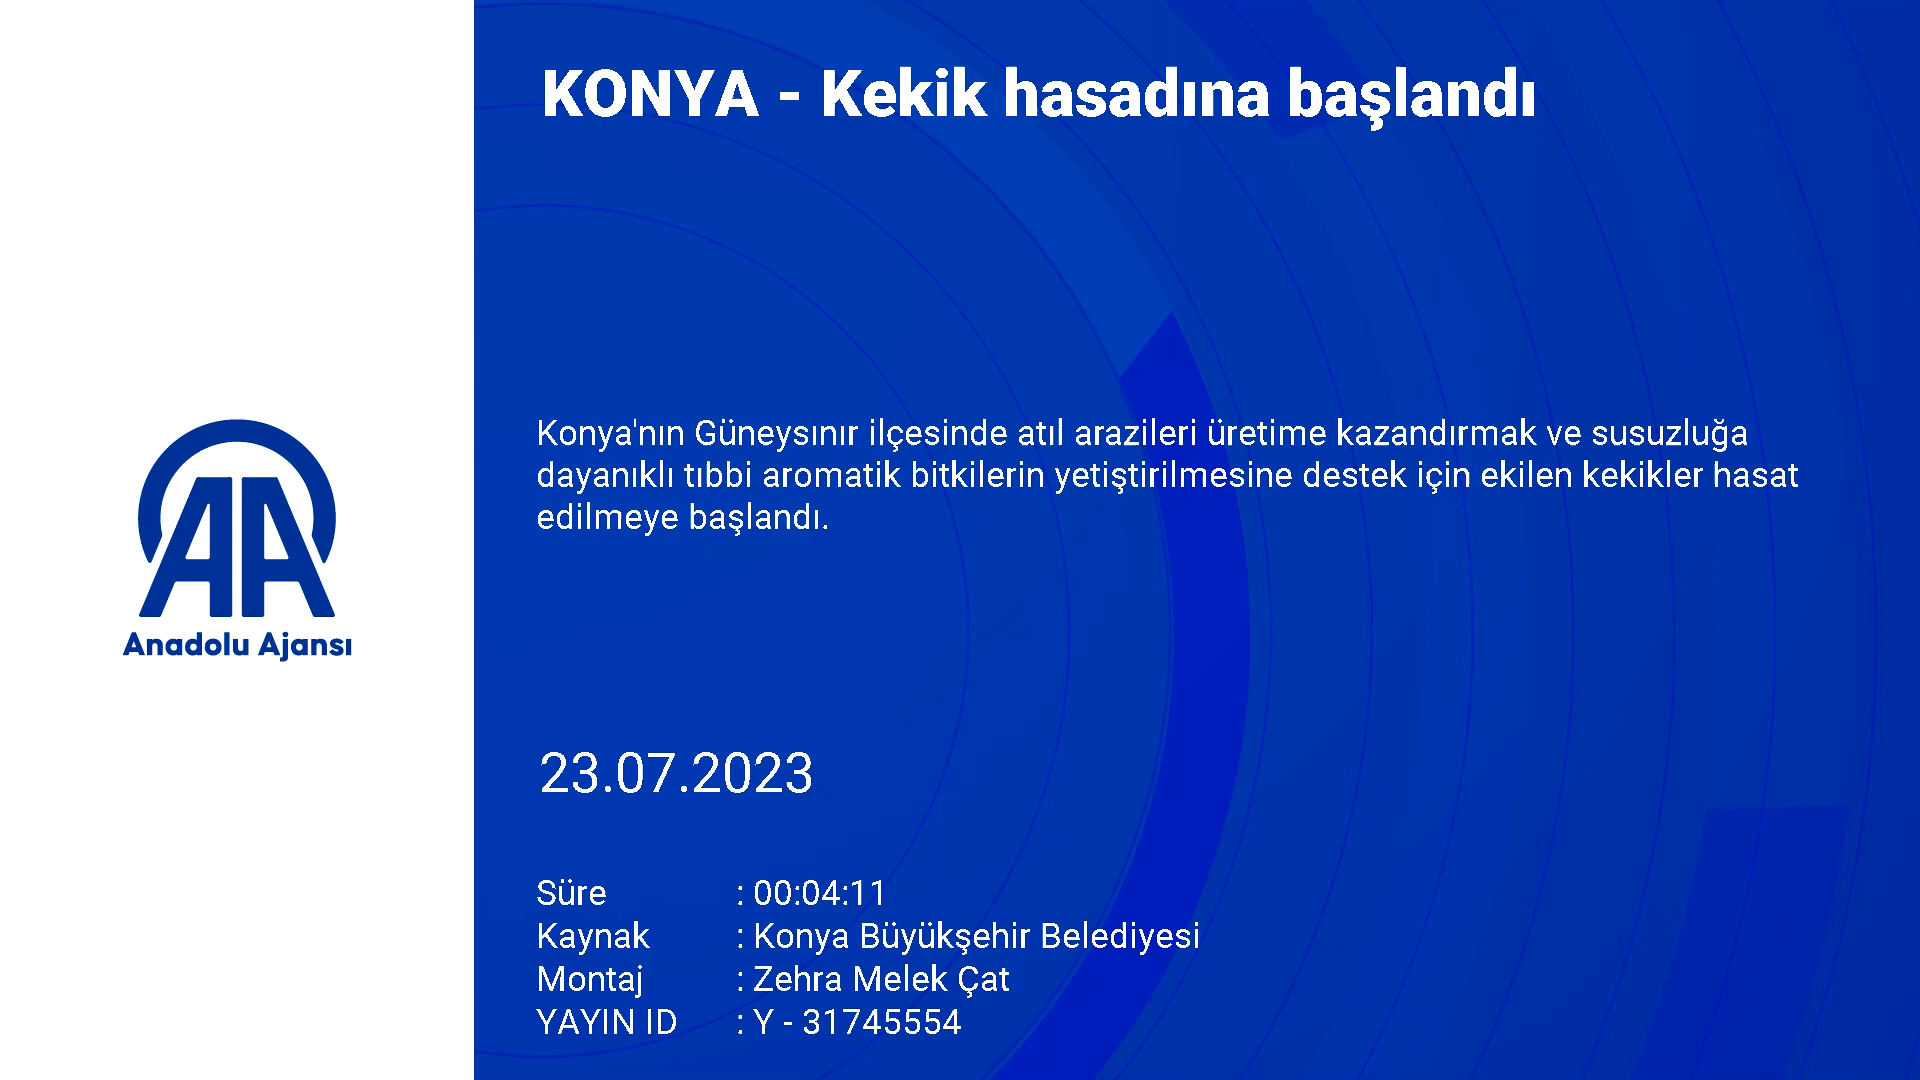 KONYA - Kekik hasadına başlandı
Konya'nın Güneysınır ilçesinde atıl arazileri üretime kazandırmak ve susuzluğa
dayanıklı tıbbi aromatik bitkilerin yetiştirilmesine destek için ekilen kekikler hasat
edilmeye başlandı.
AA
Anadolu Ajansı
23.07.2023
Süre : 00:04:11
Kaynak : Konya Büyükşehir Belediyesi
Montaj : Zehra Melek Çat
YAYIN ID : Y - 31745554